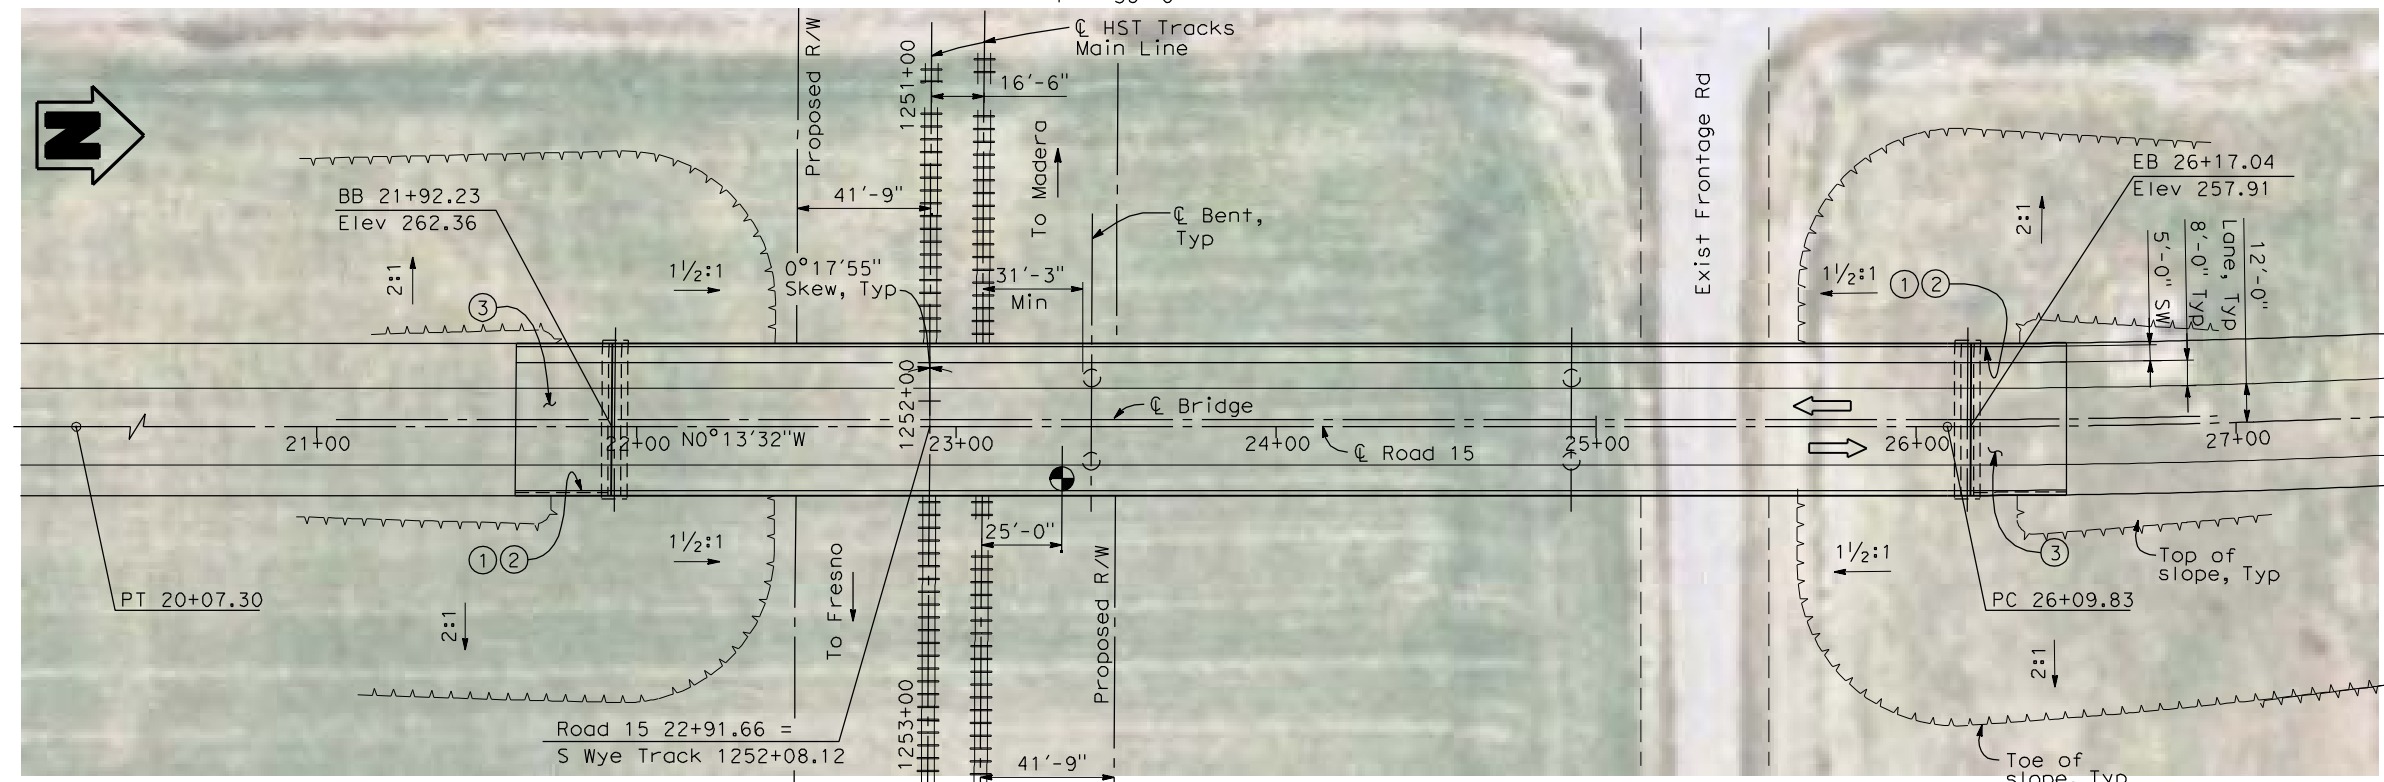 ℄ HST Tracks
Main Line
Proposed R/W
1251+00
16'-6"
To Madera
41'-9"
℄ Bent,
Typ
Exist Frontage Rd
N
BB 21+92.23
Elev 262.36
2:1
1½:1
0°17'55"
Skew, Typ
31'-3"
Min
3
EB 26+17.04
Elev 257.91
2:1
1½:1
1 2
5'-0" SW
8'-0" Typ
Lane, Typ
12'-0"
1252+00
℄ Bridge
21+00
22+00
N0°13'32"W
23+00
24+00
℄ Road 15
25+00
26+00
27+00
1 2
1½:1
25'-0"
To Fresno
Proposed R/W
1½:1
3
Top of
slope, Typ
PT 20+07.30
2:1
PC 26+09.83
2:1
1253+00
Road 15 22+91.66 =
S Wye Track 1252+08.12
41'-9"
Toe of
slope, Typ